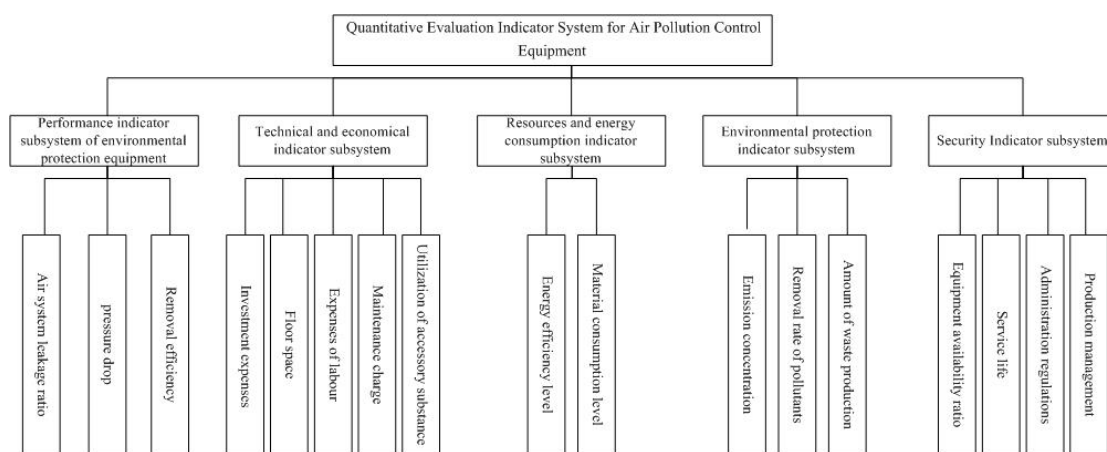 Quantitative Evaluation Indicator System for Air Pollution Control
Equipment
Performance indicator
subsystem of environmental
protection equipment
Technical and economical
indicator subsystem
Resources and energy
consumption indicator
subsystem
Environmental protection
indicator subsystem
Security Indicator subsystem
Air system leakage ratio
pressure drop
Removal efficiency
Investment expenses
Floor space
Expenses of labour
Maintenance charge
Utilization of accessory substance
Energy efficiency level
Material consumption level
Emission concentration
Removal rate of pollutants
Amount of waste production
Equipment availability ratio
Service life
Administration regulations
Production management